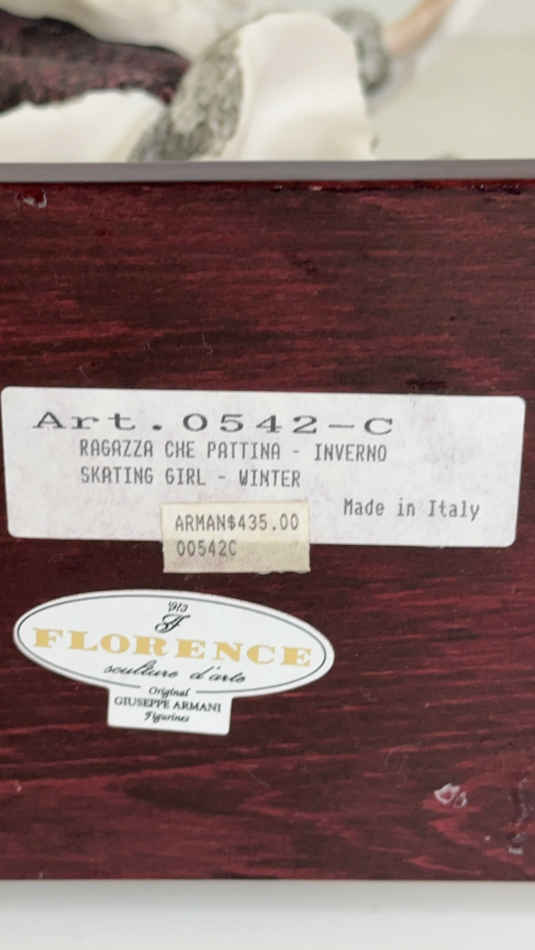 Art.0542-C
RAGAZZA CHE PATTINA - INVERNO
SKATING GIRL - WINTER
Made in Italy
ARMAN$435.00
00542C
1913
FLORENCE
sculture d'arte
Original
GIUSEPPE ARMANI
Figurines